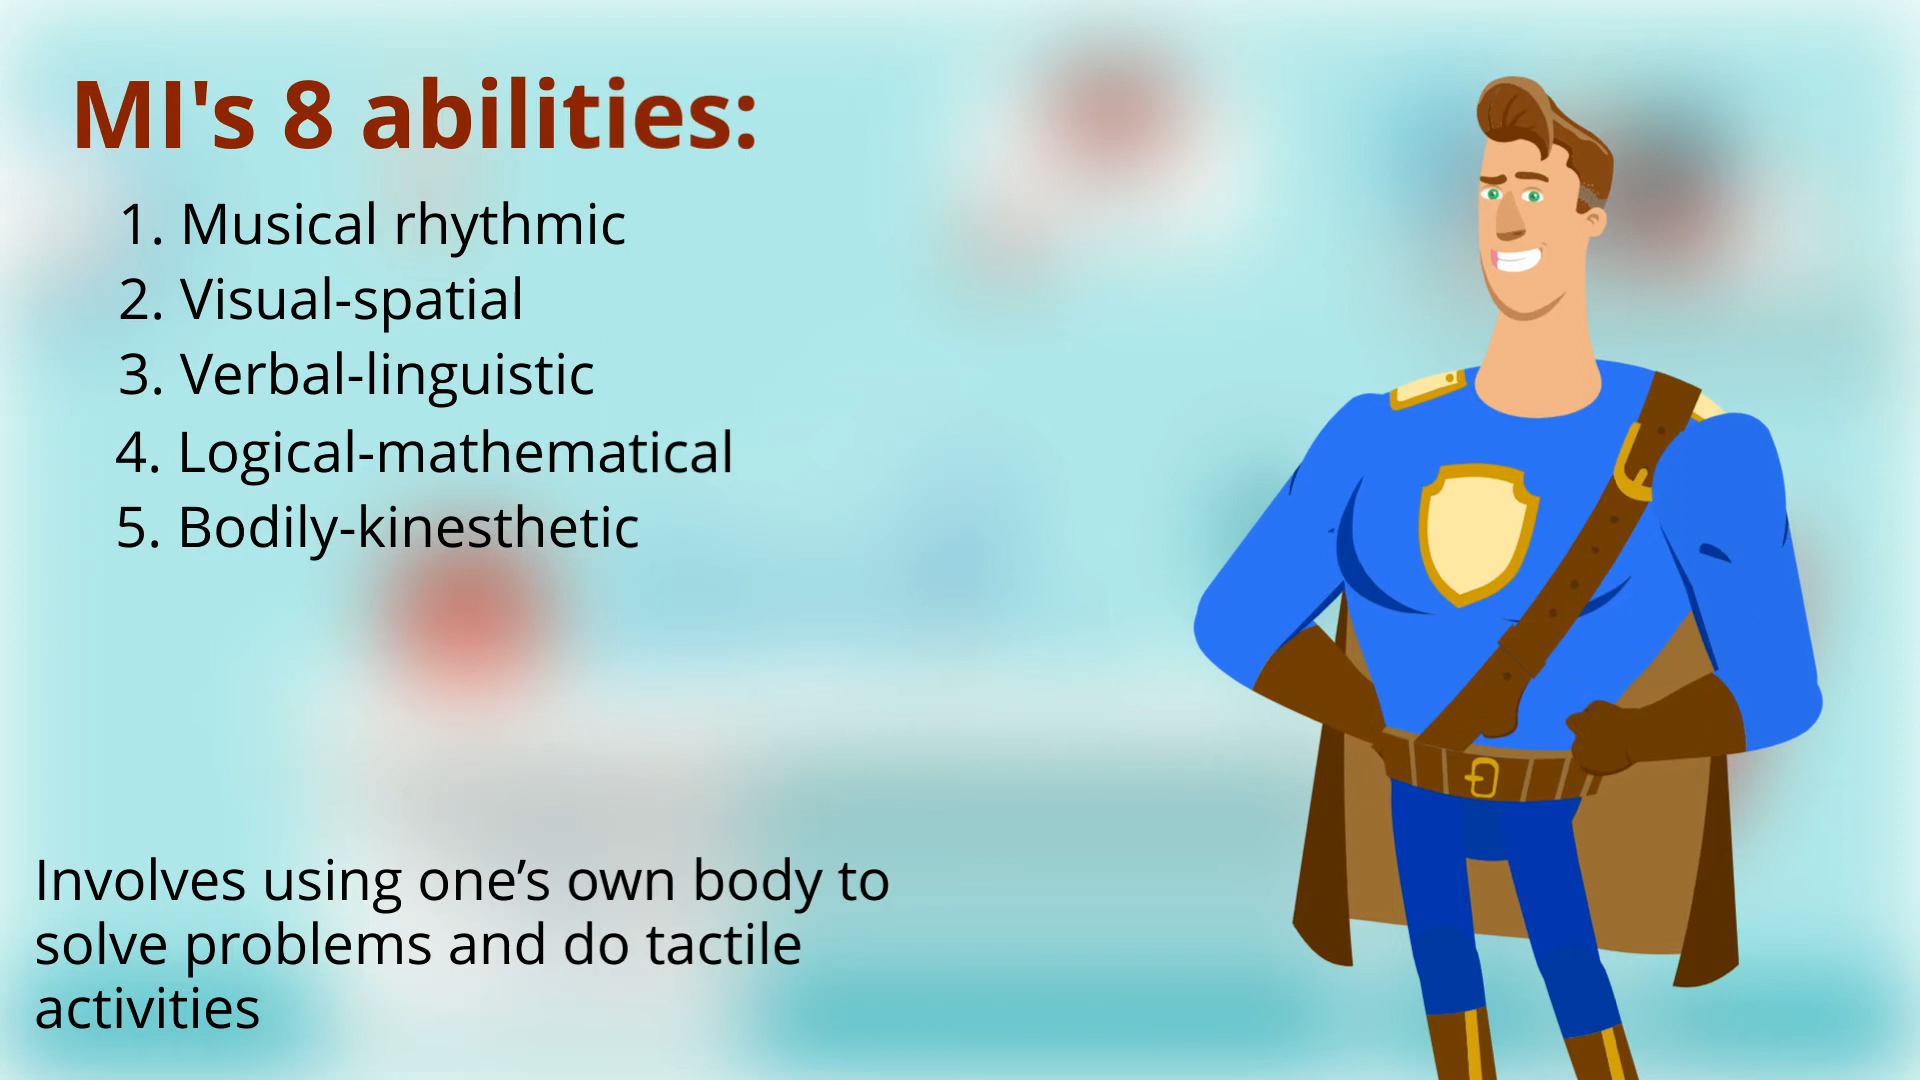 MI's 8 abilities:
1. Musical rhythmic
2. Visual-spatial
3. Verbal-linguistic
4. Logical-mathematical
5. Bodily-kinesthetic
Involves using one’s own body to
solve problems and do tactile
activities